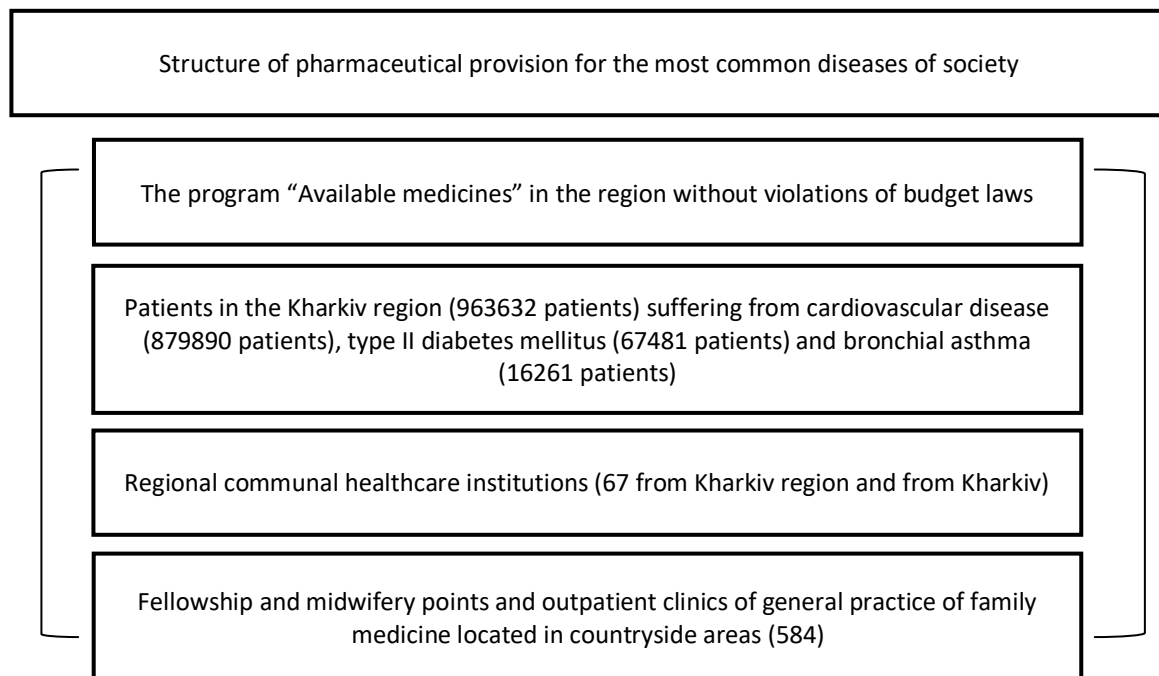 Structure of pharmaceutical provision for the most common diseases of society
The program “Available medicines” in the region without violations of budget laws
Patients in the Kharkiv region (963632 patients) suffering from cardiovascular disease
(879890 patients), type II diabetes mellitus (67481 patients) and bronchial asthma
(16261 patients)
Regional communal healthcare institutions (67 from Kharkiv region and from Kharkiv)
Fellowship and midwifery points and outpatient clinics of general practice of family
medicine located in countryside areas (584)